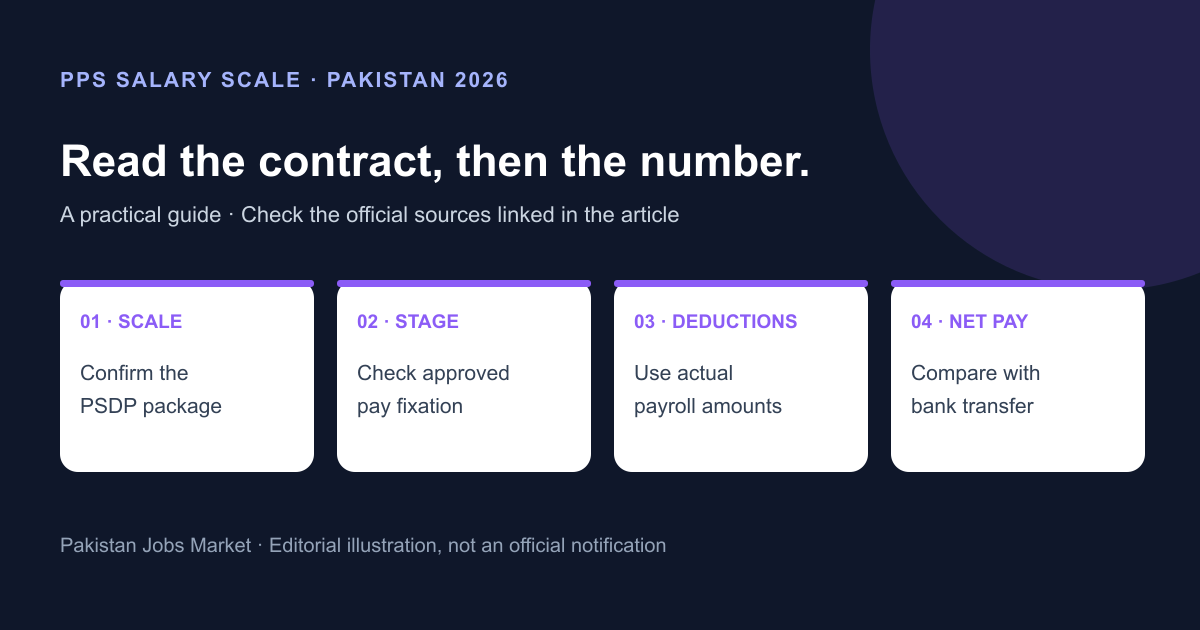 PPS SALARY SCALE · PAKISTAN 2026
Read the contract, then the number.
A practical guide · Check the official sources linked in the article
01 · SCALE
Confirm the
PSDP package
02 · STAGE
Check approved
pay fixation
03 · DEDUCTIONS
Use actual
payroll amounts
04 · NET PAY
Compare with
bank transfer
Pakistan Jobs Market · Editorial illustration, not an official notification